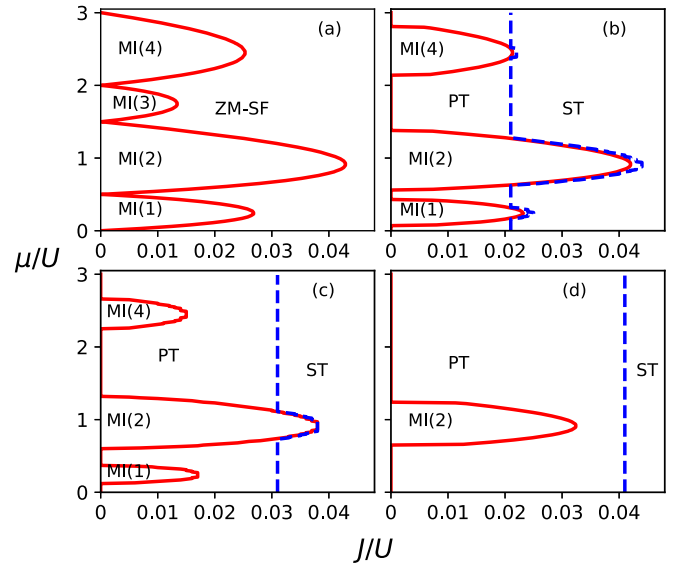 3
(a)
(b)
MI(4)
MI(4)
2
MI(3)
ZM-SF
PT
ST
1
MI(2)
MI(2)
MI(1)
MI(1)
0
0 0.01 0.02 0.03 0.04
0 0.01 0.02 0.03 0.04
μ/U
3
(c)
(d)
MI(4)
2
PT
ST
PT
ST
1
MI(2)
MI(2)
MI(1)
0
0 0.01 0.02 0.03 0.04
0 0.01 0.02 0.03 0.04
J/U